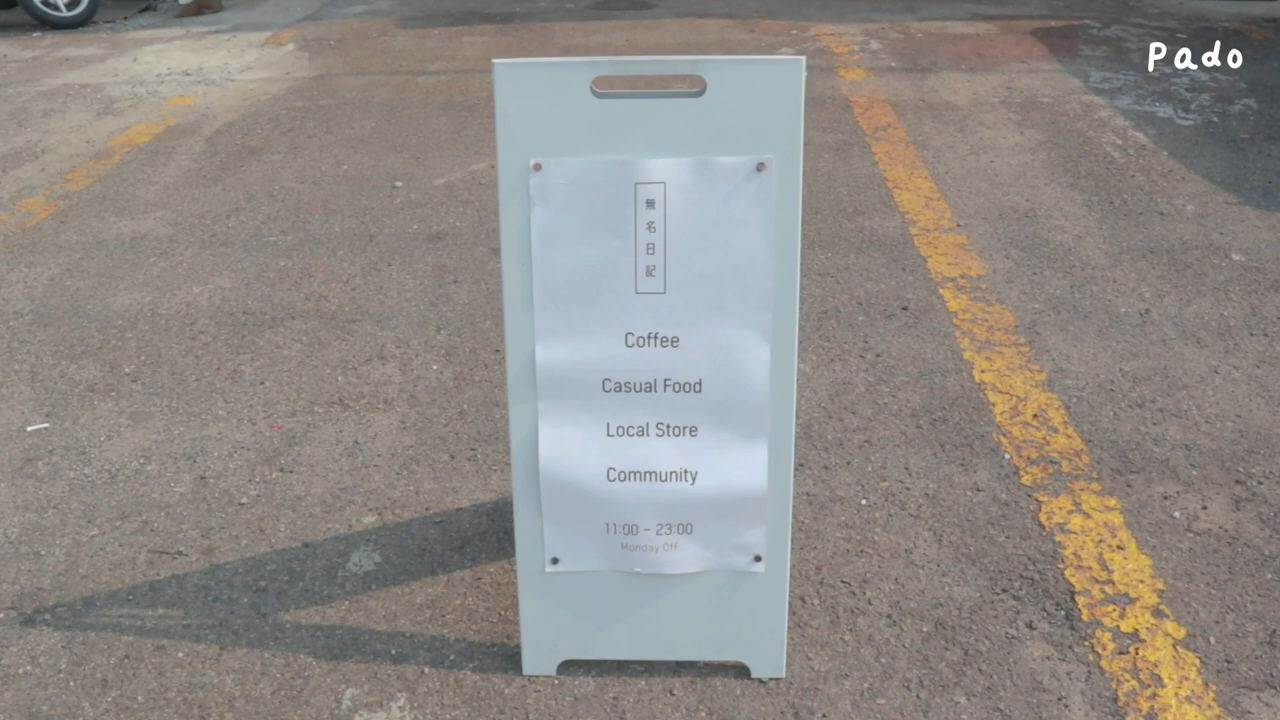 Pado
無名日記
Coffee
Casual Food
Local Store
Community
11:00 - 23:00
Monday Off